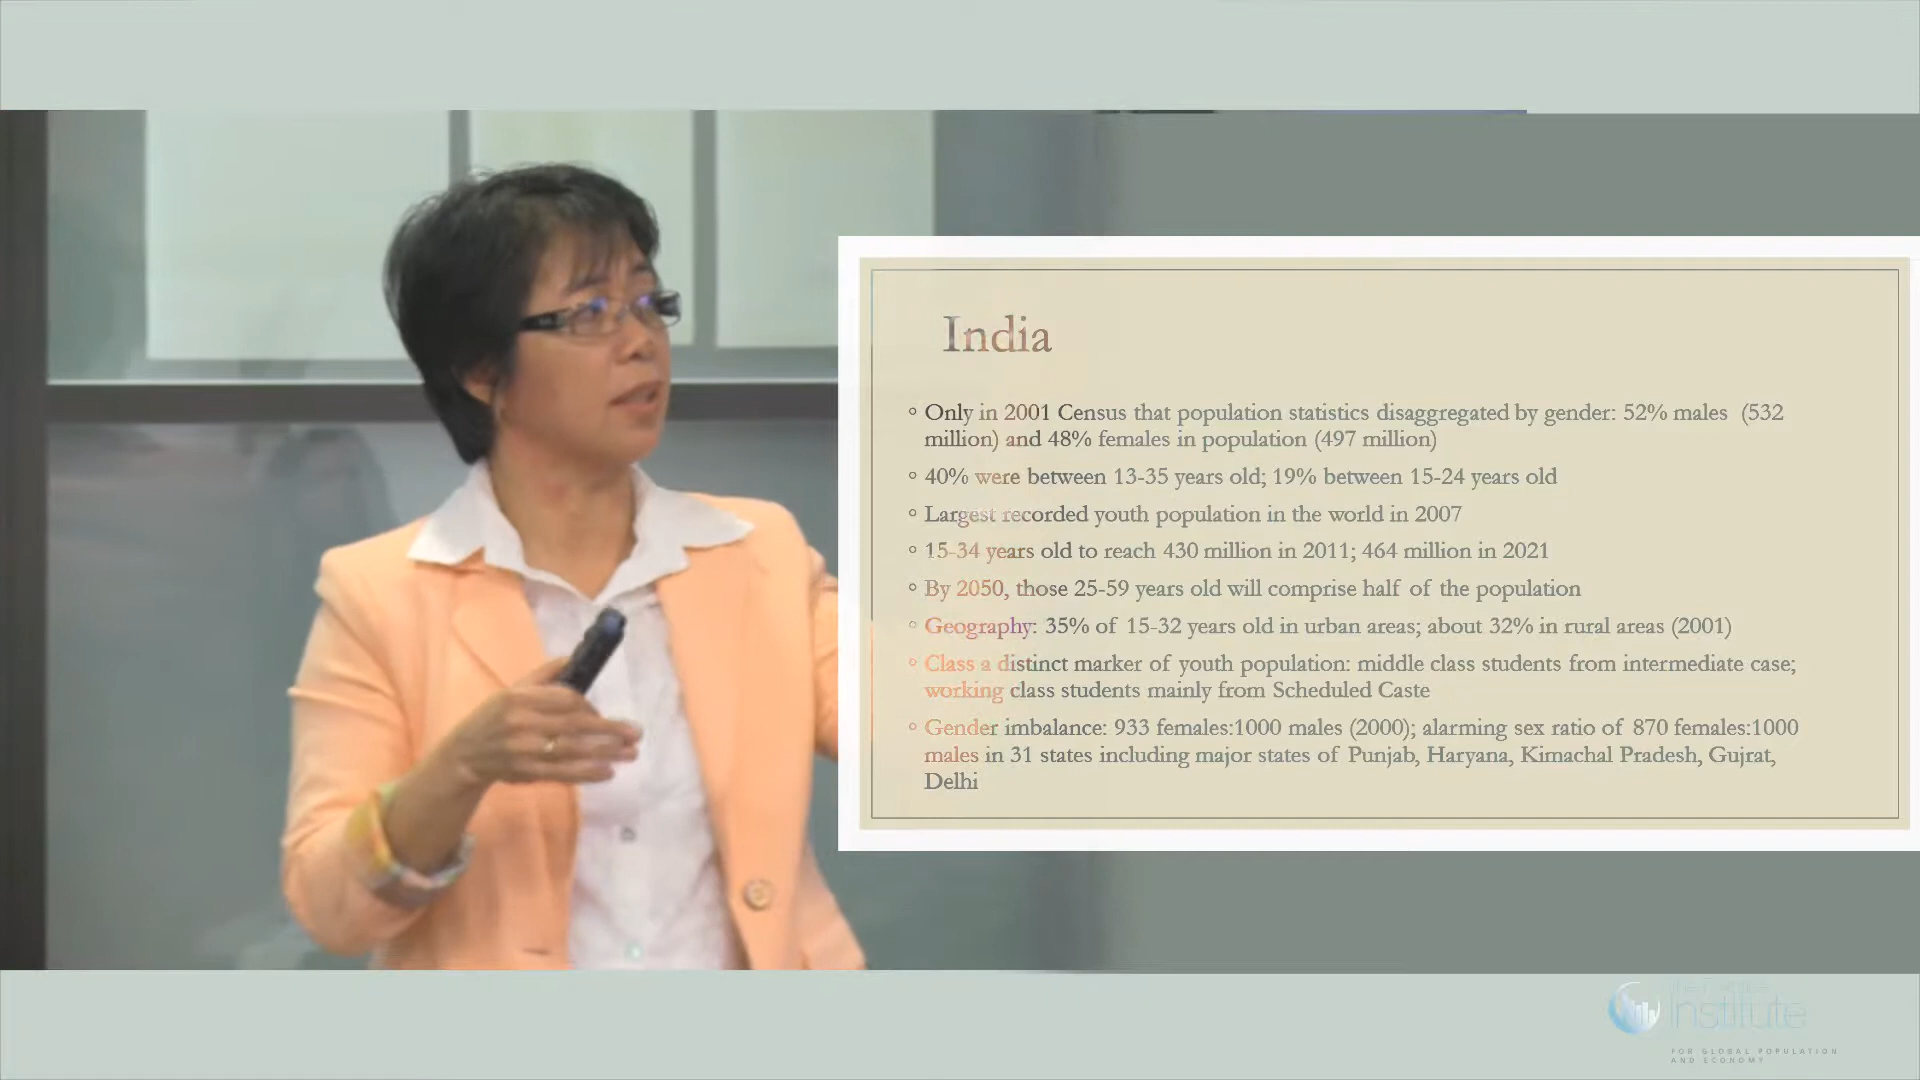 India
◦ Only in 2001 Census that population statistics disaggregated by gender: 52% males (532
million) and 48% females in population (497 million)
◦ 40% were between 13-35 years old; 19% between 15-24 years old
◦ Largest recorded youth population in the world in 2007
◦ 15-34 years old to reach 430 million in 2011; 464 million in 2021
◦ By 2050, those 25-59 years old will comprise half of the population
◦ Geography: 35% of 15-32 years old in urban areas; about 32% in rural areas (2001)
◦ Class a distinct marker of youth population: middle class students from intermediate case;
working class students mainly from Scheduled Caste
◦ Gender imbalance: 933 females:1000 males (2000); alarming sex ratio of 870 females:1000
males in 31 states including major states of Punjab, Haryana, Kimachal Pradesh, Gujrat,
Delhi
Institute
FOR GLOBAL POPULATION
AND ECONOMY